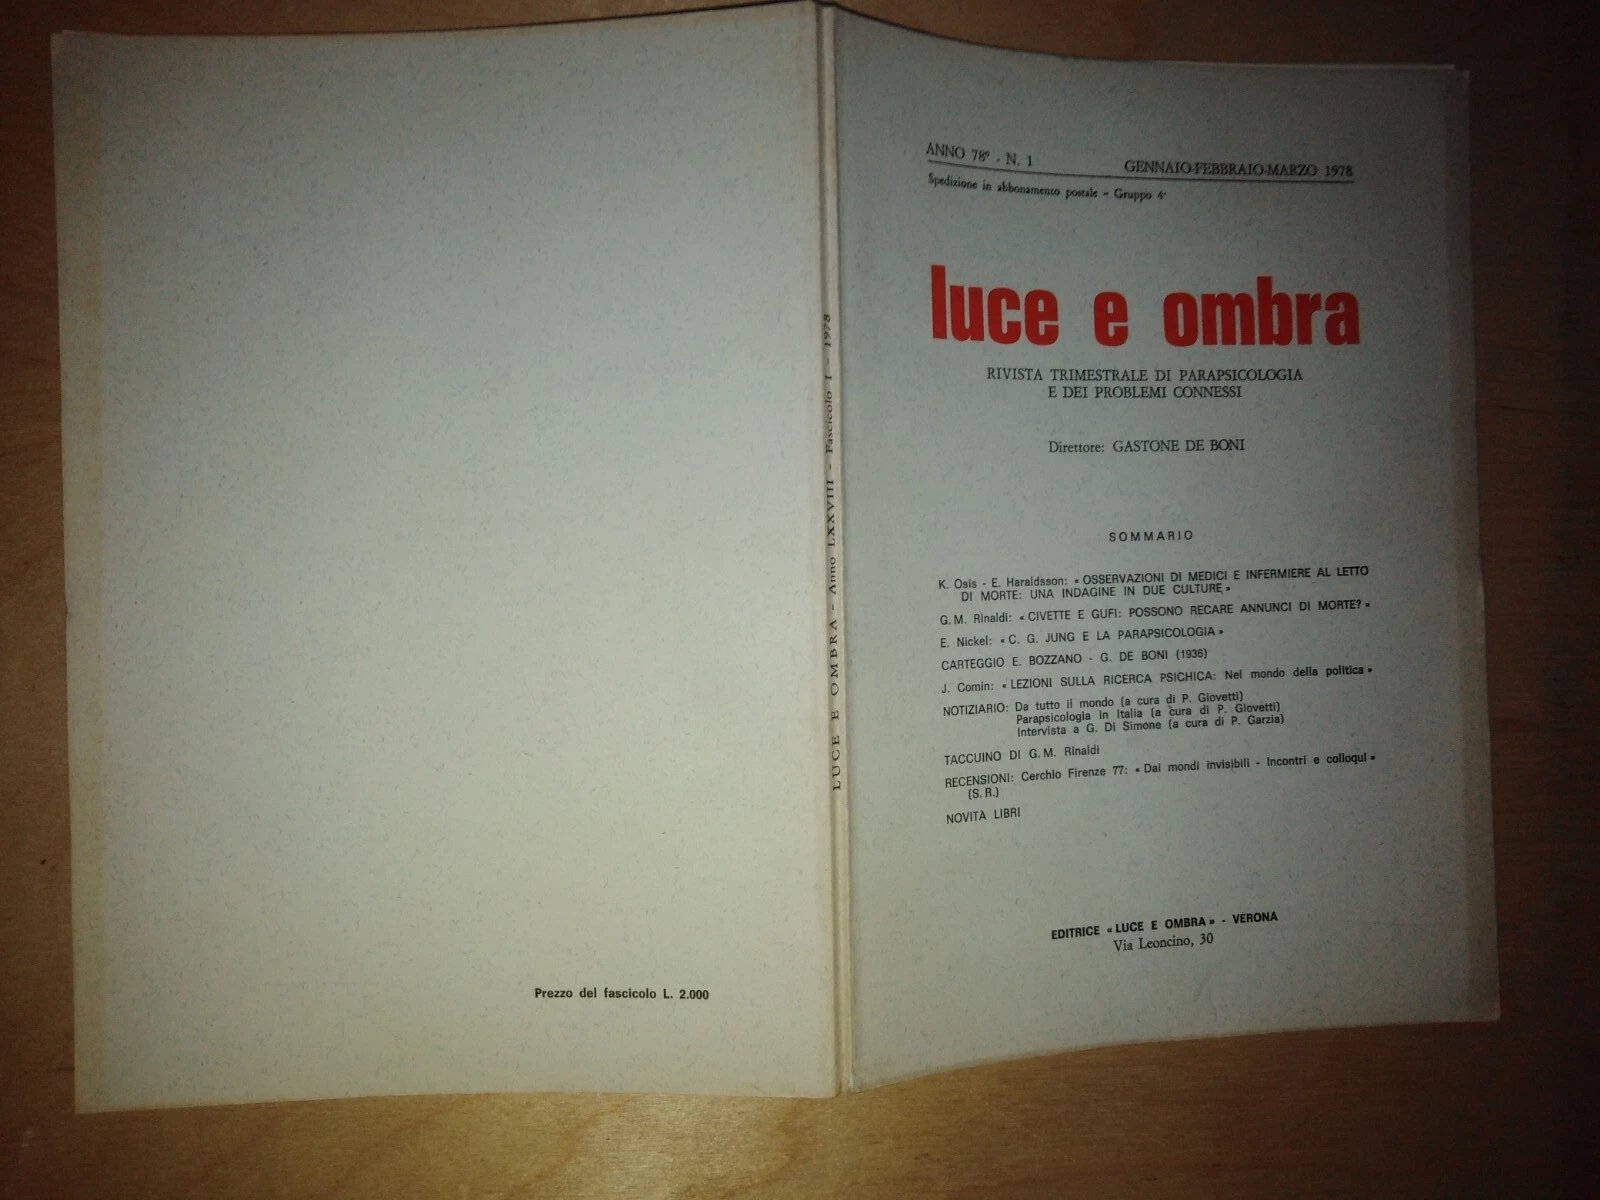 Prezzo del fascicolo L. 2.000
LUCE E OMBRA - Anno LXXVIII - Fascicolo 1 - 1978
ANNO 78° - N. 1 GENNAIO-FEBBRAIO-MARZO 1978
Spedizione in abbonamento postale - Gruppo 4°
luce e ombra
RIVISTA TRIMESTRALE DI PARAPSICOLOGIA
E DEI PROBLEMI CONNESSI
Direttore: GASTONE DE BONI
SOMMARIO
K. Osis - E. Haraldsson: « OSSERVAZIONI DI MEDICI E INFERMIERE AL LETTO
DI MORTE: UNA INDAGINE IN DUE CULTURE »
G. M. Rinaldi: « CIVETTE E GUFI: POSSONO RECARE ANNUNCI DI MORTE? »
E. Nickel: « C. G. JUNG E LA PARAPSICOLOGIA »
CARTEGGIO E. BOZZANO - G. DE BONI (1936)
J. Comin: « LEZIONI SULLA RICERCA PSICHICA: Nel mondo della politica »
NOTIZIARIO: Da tutto il mondo (a cura di P. Giovetti)
Parapsicologia in Italia (a cura di P. Giovetti)
Intervista a G. Di Simone (a cura di P. Garzia)
TACCUINO DI G. M. Rinaldi
RECENSIONI: Cerchio Firenze 77: « Dai mondi invisibili - Incontri e colloqui »
(S. R.)
NOVITA LIBRI
EDITRICE « LUCE E OMBRA » - VERONA
Via Leoncino, 30